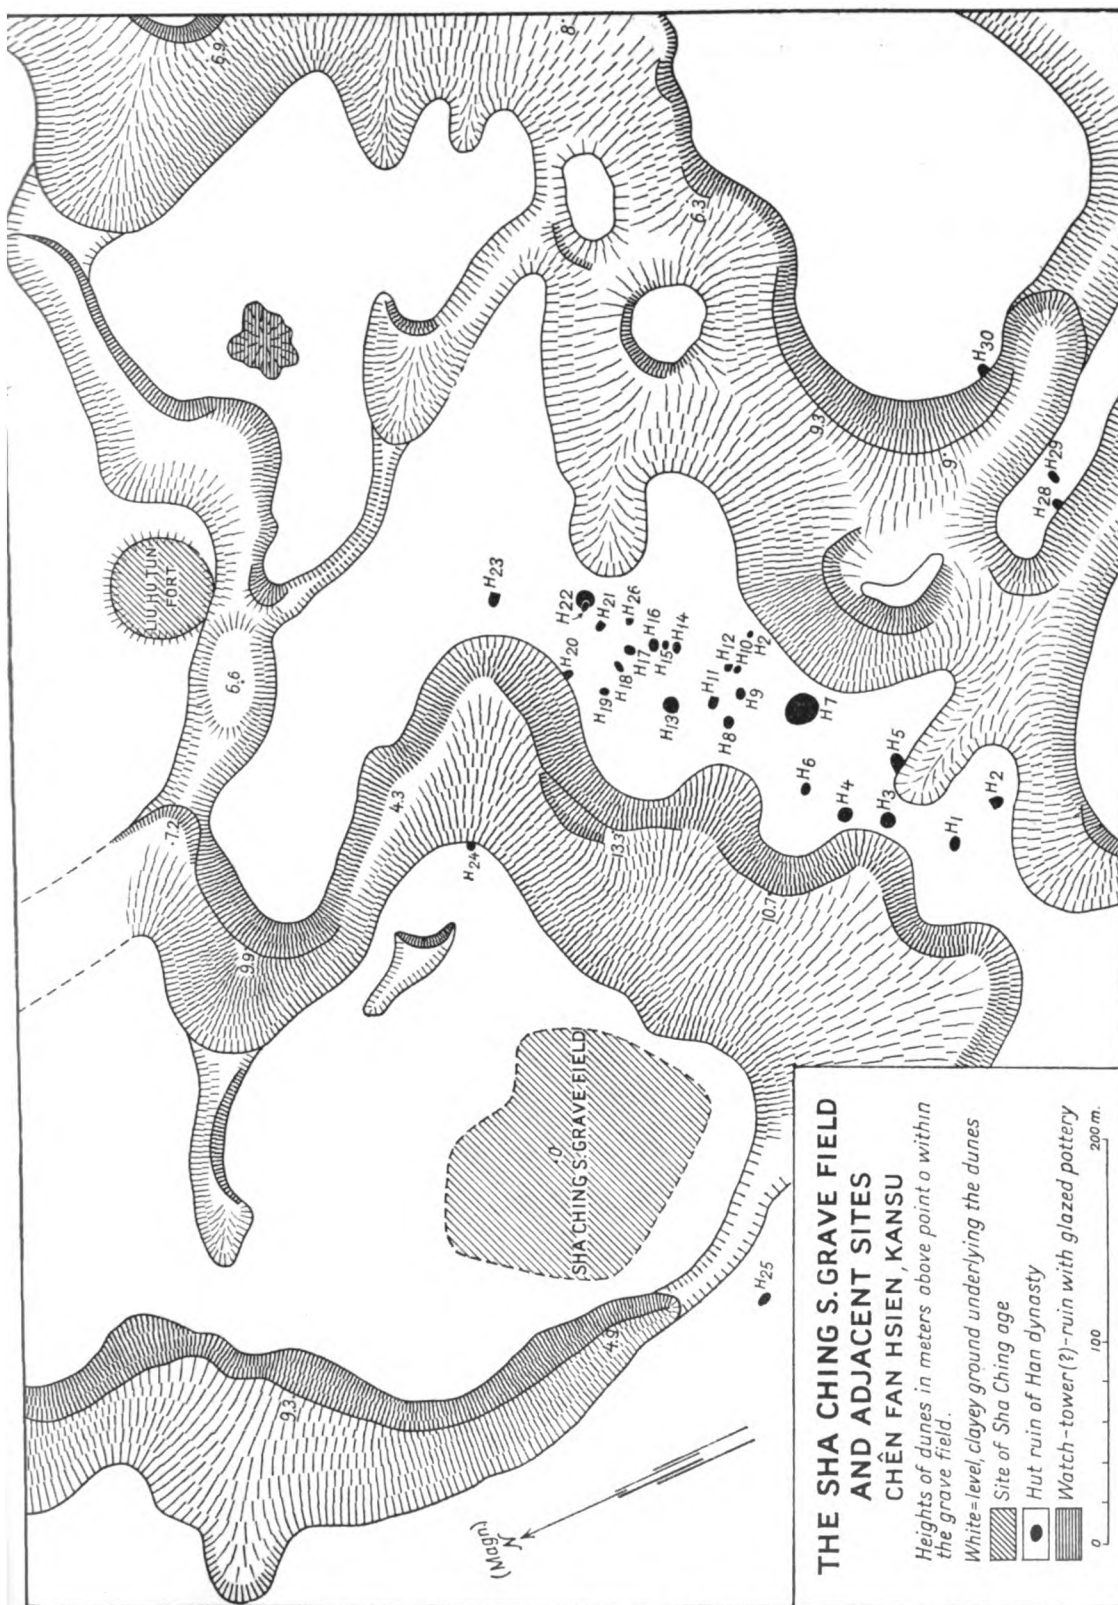 THE SHA CHING S. GRAVE FIELD
AND ADJACENT SITES
CHÊN FAN HSIEN, KANSU
Heights of dunes in meters above point o within
the grave field.
White=level, clayey ground underlying the dunes
Site of Sha Ching age
Hut ruin of Han dynasty
Watch-tower(?)-ruin with glazed pottery
0 100 200 m.
(Magn)
N
SHA CHING S. GRAVE FIELD
.0
LIU HU TUN
FORT
9.3
4.9
9.9
7.2
6.6
4.3
13.3
10.7
6.9
8.
6.3
9.3
9.
H25
H24
H23
H22
H20
H21
H26
H19
H18
H17
H16
H15
H14
H13
H11
H12
H10
H2
H8
H9
H7
H6
H4
H3
H5
H1
H2
H28
H29
H30